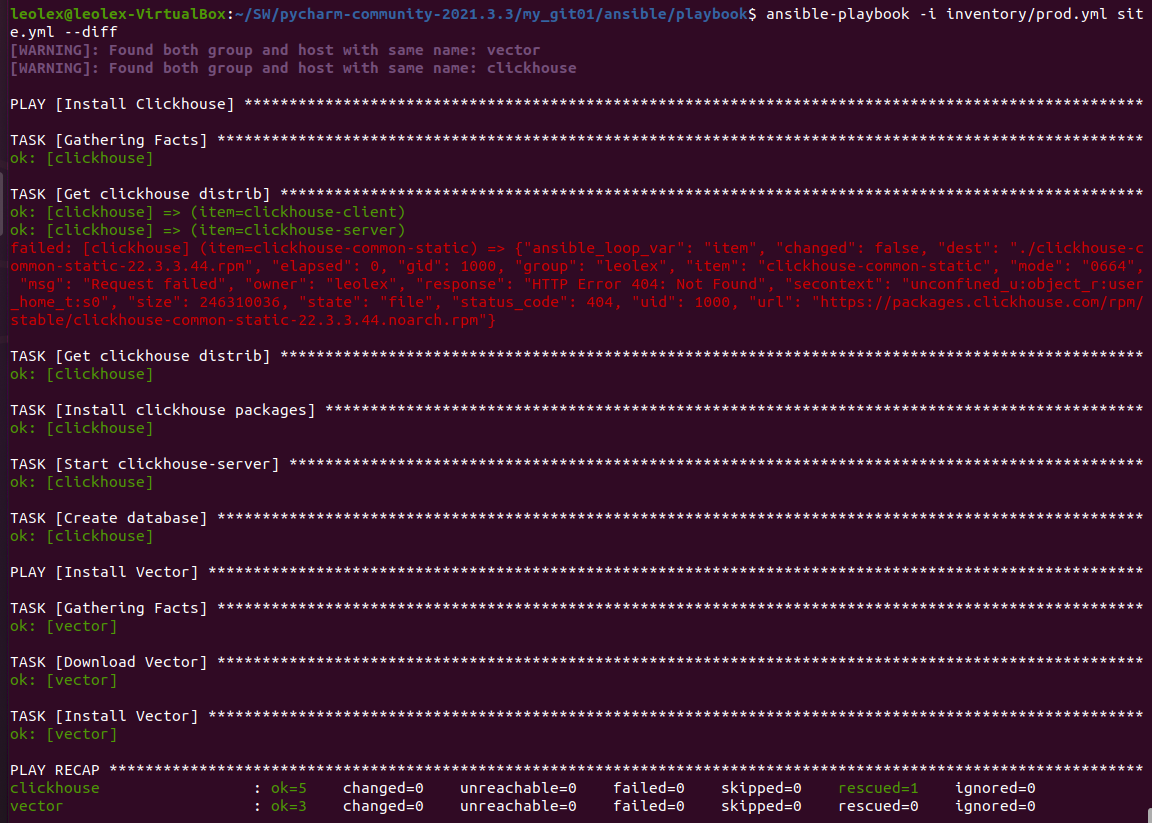 leolex@leolex-VirtualBox:~/SW/pycharm-community-2021.3.3/my_git01/ansible/playbook$ ansible-playbook -i inventory/prod.yml sit
e.yml --diff
[WARNING]: Found both group and host with same name: vector
[WARNING]: Found both group and host with same name: clickhouse
PLAY [Install Clickhouse] ****************************************************************************************************
TASK [Gathering Facts] *******************************************************************************************************
ok: [clickhouse]
TASK [Get clickhouse distrib] ************************************************************************************************
ok: [clickhouse] => (item=clickhouse-client)
ok: [clickhouse] => (item=clickhouse-server)
failed: [clickhouse] (item=clickhouse-common-static) => {"ansible_loop_var": "item", "changed": false, "dest": "./clickhouse-c
ommon-static-22.3.3.44.rpm", "elapsed": 0, "gid": 1000, "group": "leolex", "item": "clickhouse-common-static", "mode": "0664",
 "msg": "Request failed", "owner": "leolex", "response": "HTTP Error 404: Not Found", "secontext": "unconfined_u:object_r:user
_home_t:s0", "size": 246310036, "state": "file", "status_code": 404, "uid": 1000, "url": "https://packages.clickhouse.com/rpm/
stable/clickhouse-common-static-22.3.3.44.noarch.rpm"}
TASK [Get clickhouse distrib] ************************************************************************************************
ok: [clickhouse]
TASK [Install clickhouse packages] *******************************************************************************************
ok: [clickhouse]
TASK [Start clickhouse-server] ***********************************************************************************************
ok: [clickhouse]
TASK [Create database] *******************************************************************************************************
ok: [clickhouse]
PLAY [Install Vector] ********************************************************************************************************
TASK [Gathering Facts] *******************************************************************************************************
ok: [vector]
TASK [Download Vector] *******************************************************************************************************
ok: [vector]
TASK [Install Vector] ********************************************************************************************************
ok: [vector]
PLAY RECAP *******************************************************************************************************************
clickhouse                 : ok=5    changed=0    unreachable=0    failed=0    skipped=0    rescued=1    ignored=0
vector                     : ok=3    changed=0    unreachable=0    failed=0    skipped=0    rescued=0    ignored=0